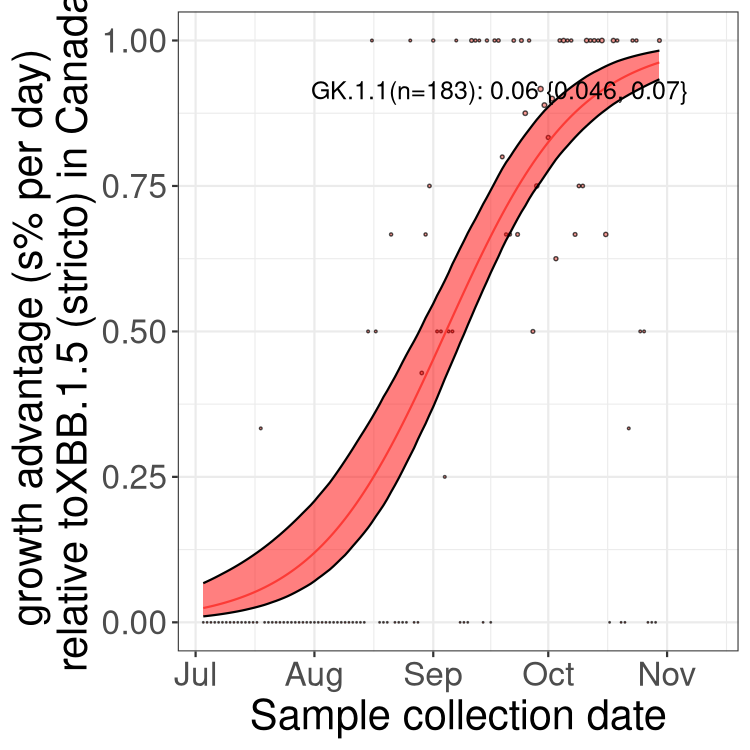 growth advantage (s% per day)
relative toXBB.1.5 (stricto) in Canada
1.00
0.75
0.50
0.25
0.00
GK.1.1(n=183): 0.06 {0.046, 0.07}
Jul Aug Sep Oct Nov
Sample collection date